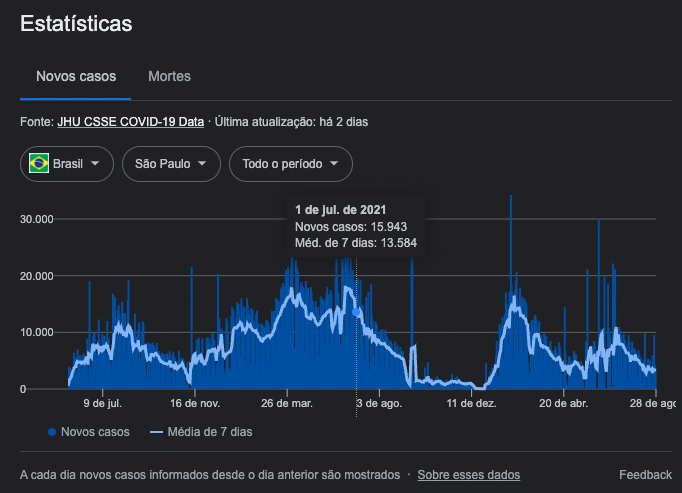 Estatísticas
Novos casos Mortes
Fonte: JHU CSSE COVID-19 Data · Última atualização: há 2 dias
Brasil São Paulo Todo o período
1 de jul. de 2021
Novos casos: 15.943
Méd. de 7 dias: 13.584
30.000
20.000
10.000
0
9 de jul. 16 de nov. 26 de mar. 3 de ago. 11 de dez. 20 de abr. 28 de ago
Novos casos Média de 7 dias
A cada dia novos casos informados desde o dia anterior são mostrados · Sobre esses dados Feedback